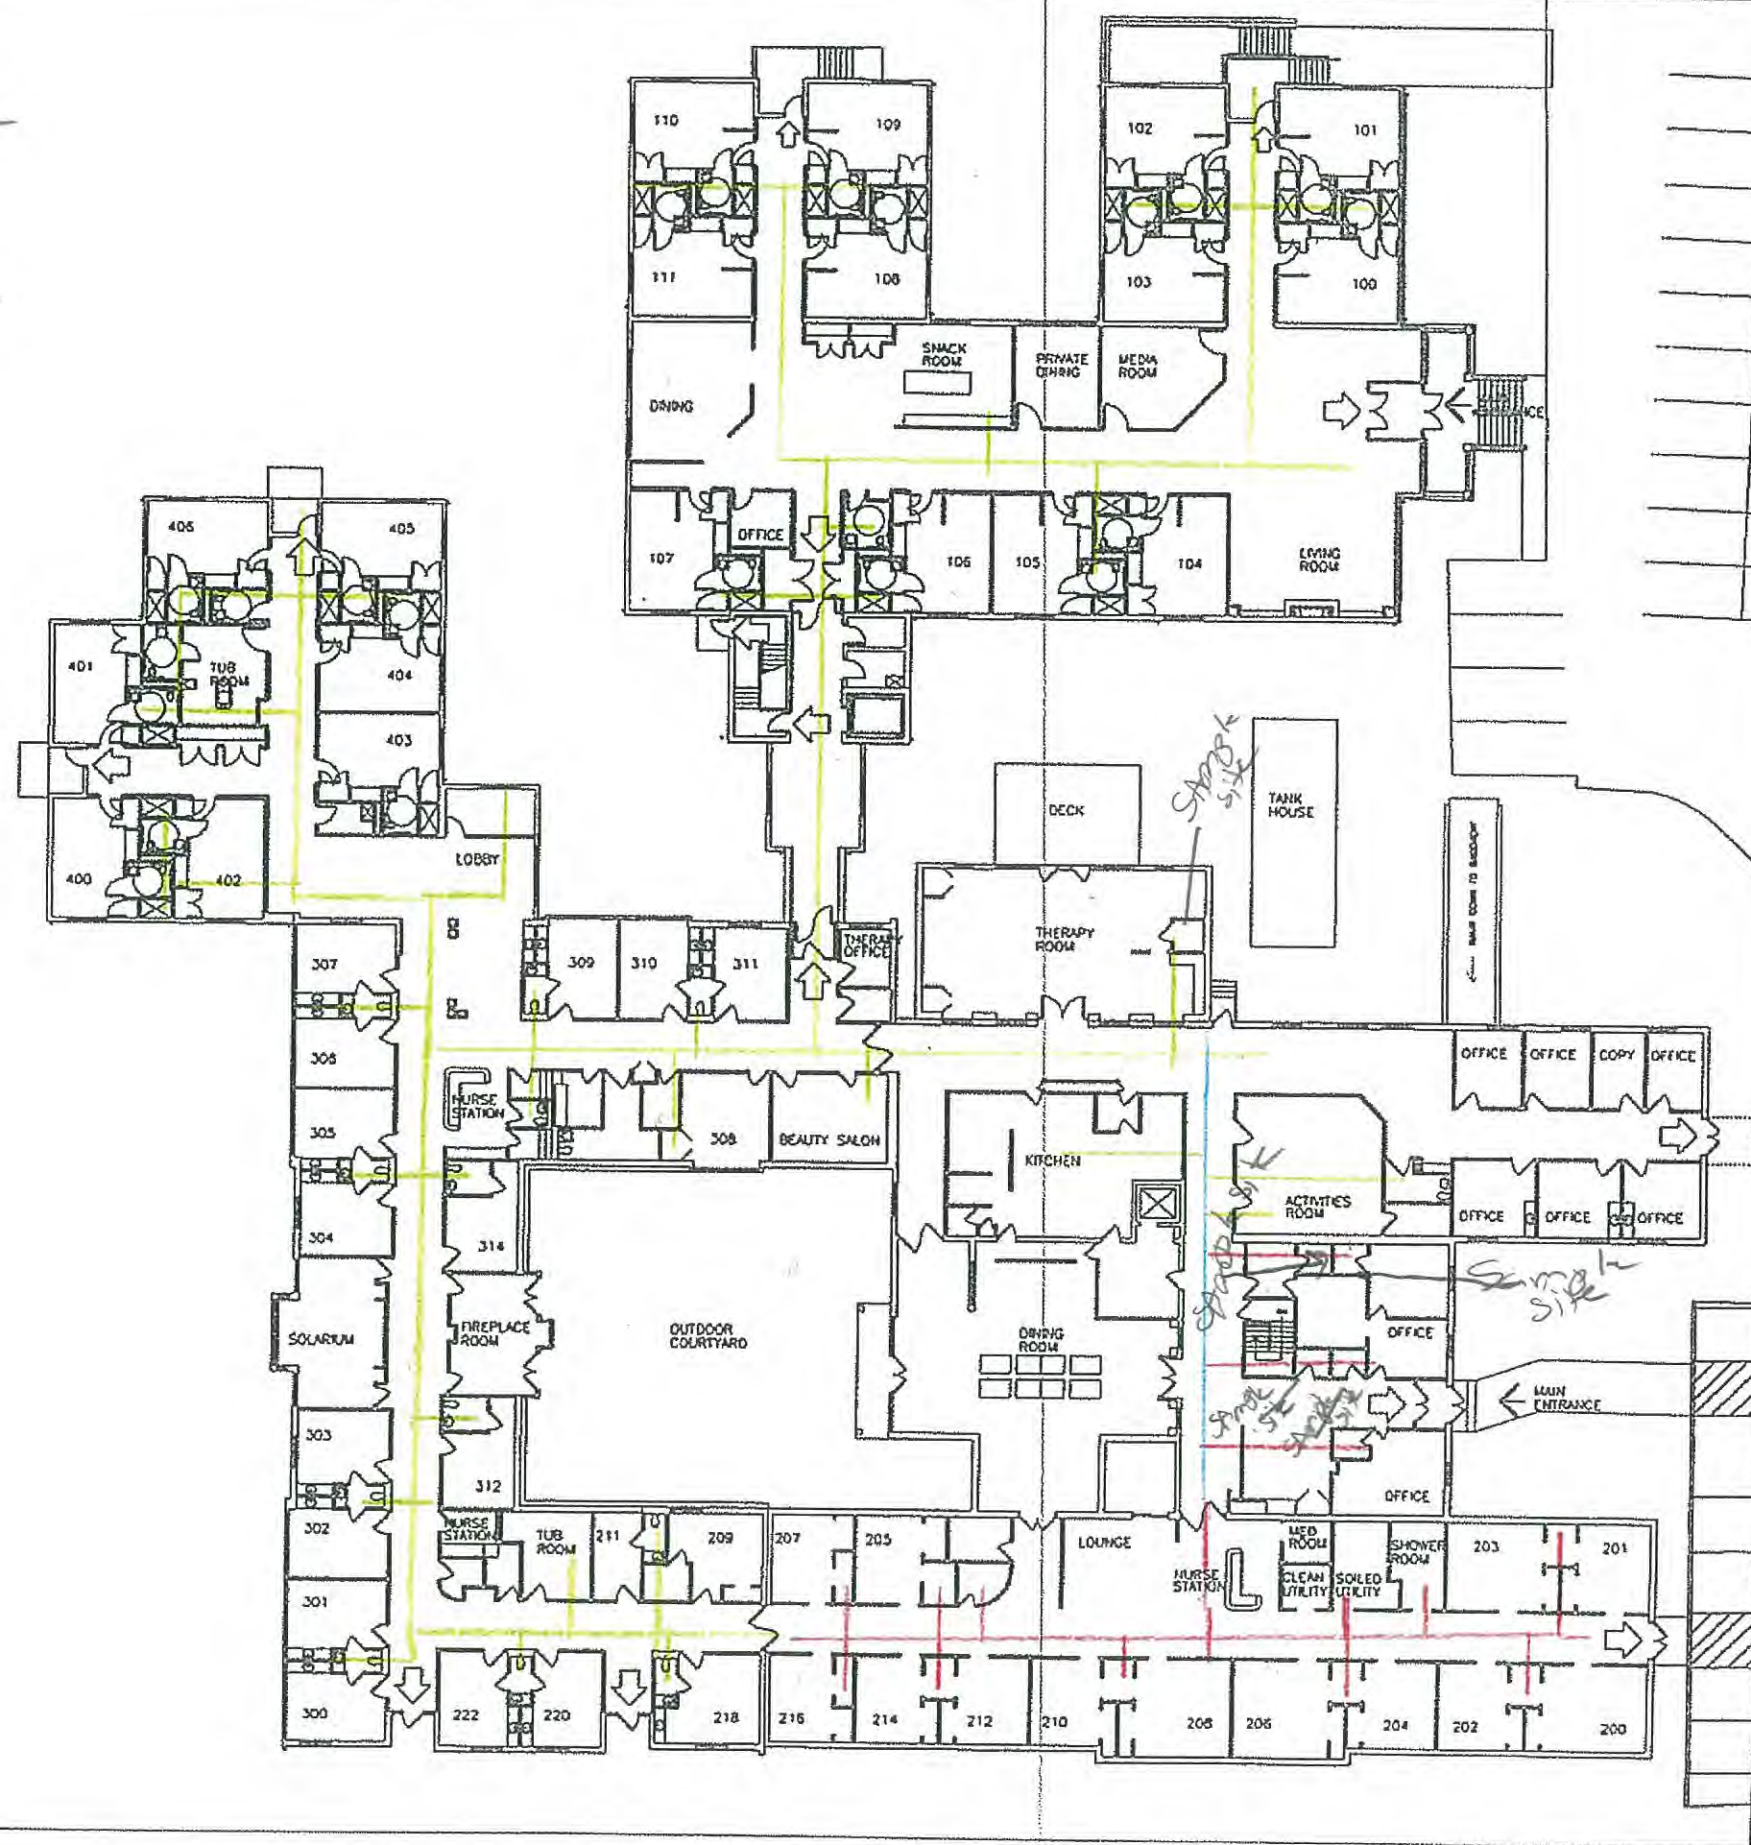 110
109
102
101
111
108
103
100
SNACK
ROOM
PRIVATE
DINING
MEDIA
ROOM
DINING
406
405
107
OFFICE
106
105
104
LIVING
ROOM
401
TUB
ROOM
404
403
Sample
Site
DECK
TANK
HOUSE
LOBBY
400
402
THERAPY
OFFICE
THERAPY
ROOM
307
309
310
311
306
OFFICE
OFFICE
COPY
OFFICE
NURSE
STATION
305
308
BEAUTY SALON
KITCHEN
Sample Site
ACTIVITIES
ROOM
OFFICE
OFFICE
OFFICE
304
314
Sample
Site
SOLARIUM
FIREPLACE
ROOM
OUTDOOR
COURTYARD
DINING
ROOM
OFFICE
MAIN
ENTRANCE
Sample
Site
303
312
OFFICE
302
NURSE
STATION
TUB
ROOM
211
209
207
205
LOUNGE
NURSE
STATION
MED
ROOM
CLEAN
UTILITY
SOILED
UTILITY
SHOWER
ROOM
203
201
301
300
222
220
218
216
214
212
210
208
206
204
202
200